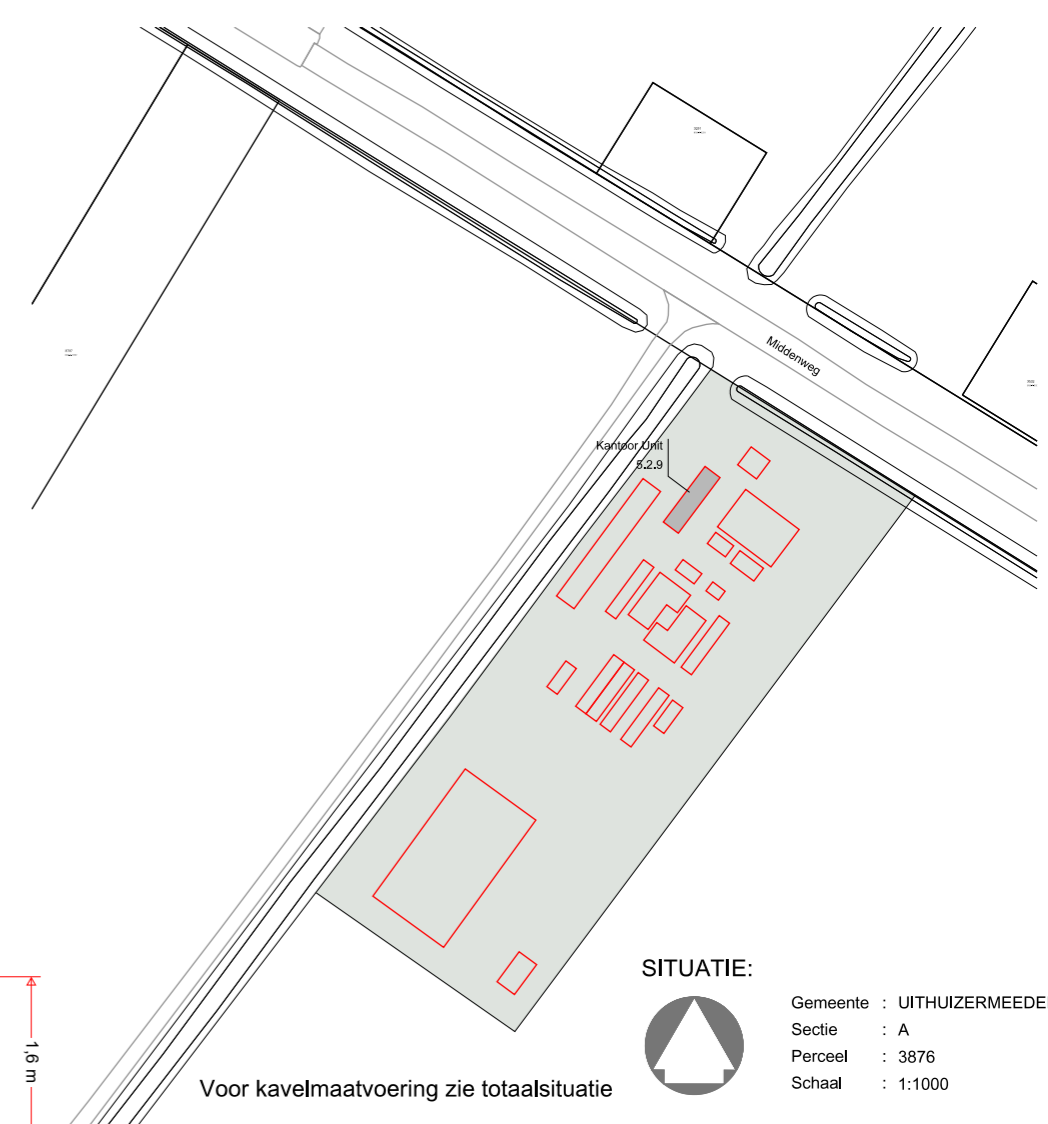 Middenweg
Kantoor Unit
5.2.9
SITUATIE:
Gemeente : UITHUIZERMEEDE
Sectie : A
Perceel : 3876
Schaal : 1:1000
1,6 m
Voor kavelmaatvoering zie totaalsituatie